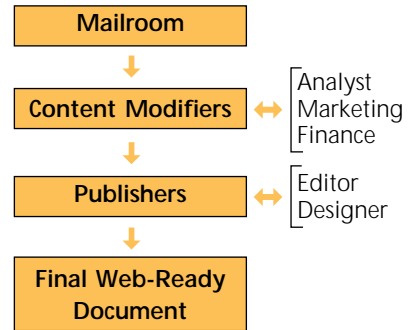 Mailroom
Content Modifiers
Analyst
Marketing
Finance
Publishers
Editor
Designer
Final Web-Ready
Document